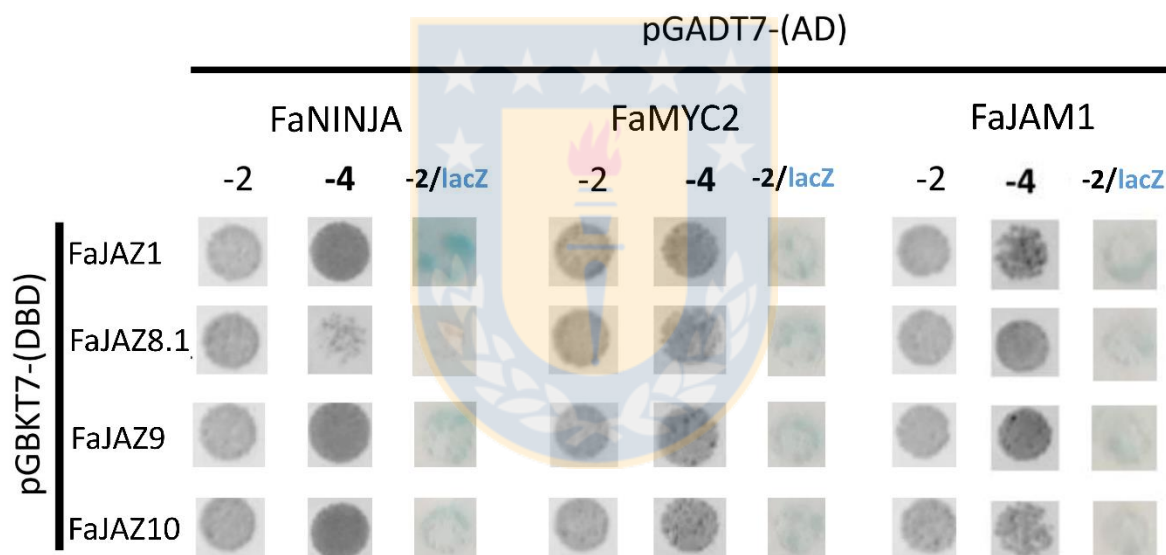 pGADT7-(AD)
FaNINJA FaMYC2 FaJAM1
-2 -4 -2/lacZ -2 -4 -2/lacZ -2 -4 -2/lacZ
pGBKT7-(DBD)
FaJAZ1
FaJAZ8.1
FaJAZ9
FaJAZ10